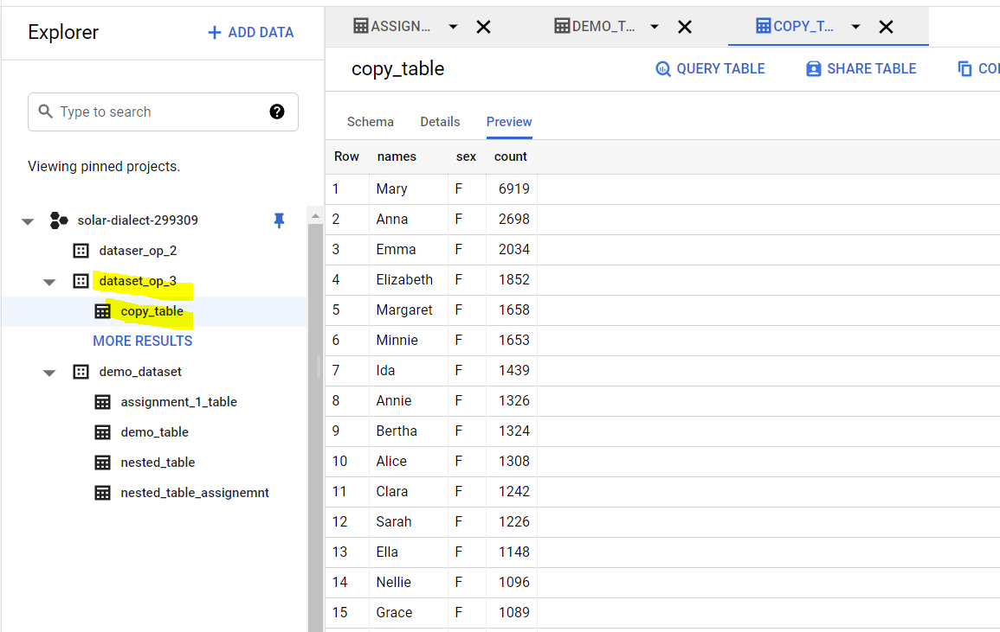 Explorer
ADD DATA
Type to search
Viewing pinned projects.
solar-dialect-299309
dataser_op_2
dataset_op_3
copy_table
MORE RESULTS
demo_dataset
assignment_1_table
demo_table
nested_table
nested_table_assignemnt
ASSIGN... DEMO_T... COPY_T...
copy_table QUERY TABLE SHARE TABLE COP
Schema Details Preview
Row names sex count
1 Mary F 6919
2 Anna F 2698
3 Emma F 2034
4 Elizabeth F 1852
5 Margaret F 1658
6 Minnie F 1653
7 Ida F 1439
8 Annie F 1326
9 Bertha F 1324
10 Alice F 1308
11 Clara F 1242
12 Sarah F 1226
13 Ella F 1148
14 Nellie F 1096
15 Grace F 1089